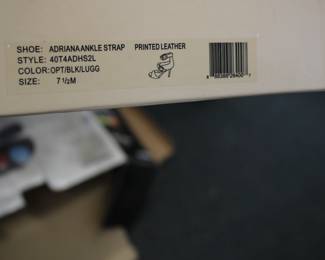 SHOE: ADRIANA ANKLE STRAP PRINTED LEATHER
STYLE: 40T4ADHS2L
COLOR: OPT/BLK/LUGG
SIZE: 7 1/2M